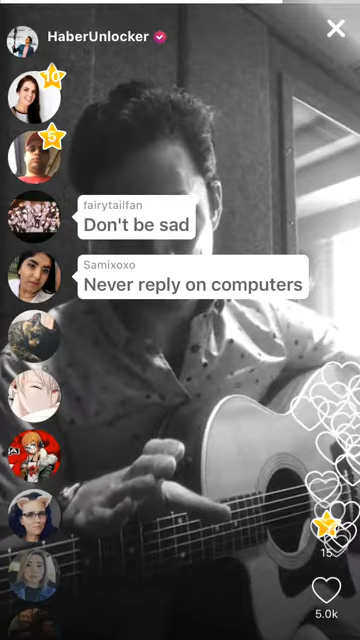 HaberUnlocker
10
5
fairytailfan
Don't be sad
Samixoxo
Never reply on computers
15
5.0k